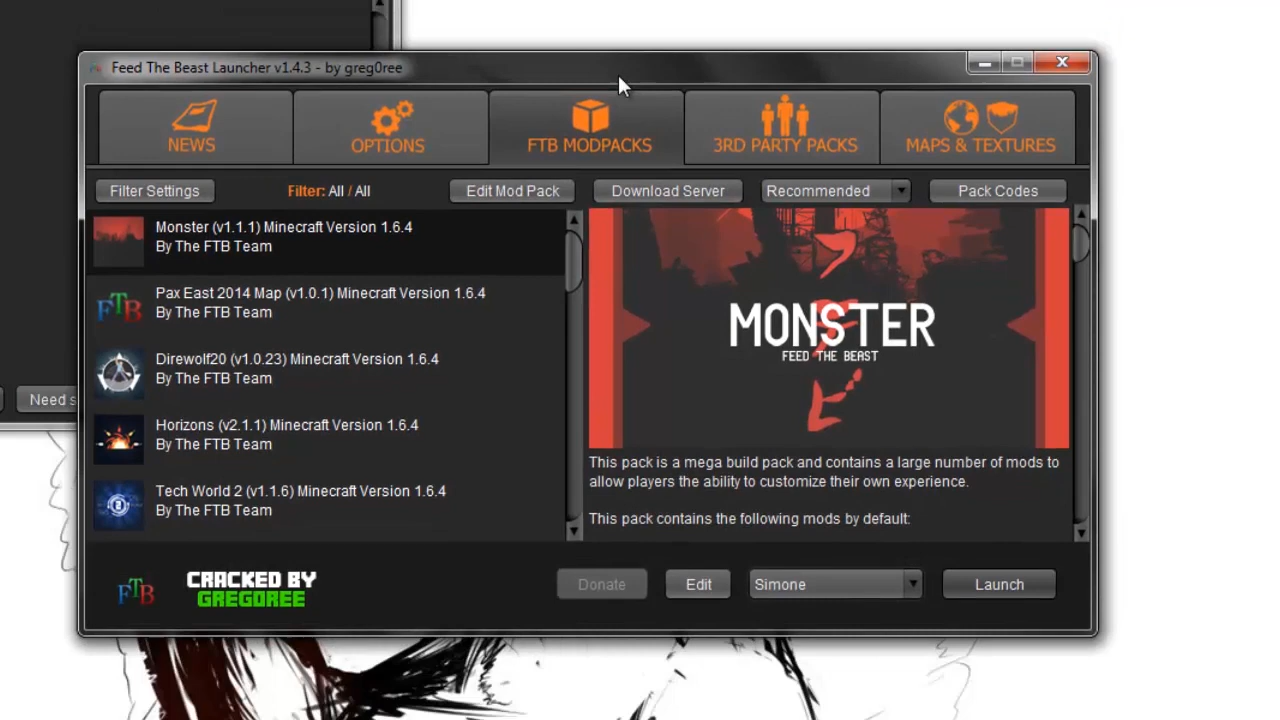 Feed The Beast Launcher v1.4.3 - by greg0ree
NEWS
OPTIONS
FTB MODPACKS
3RD PARTY PACKS
MAPS & TEXTURES
Filter Settings
Filter: All / All
Edit Mod Pack
Download Server
Recommended
Pack Codes
Monster (v1.1.1) Minecraft Version 1.6.4
By The FTB Team
FTB
Pax East 2014 Map (v1.0.1) Minecraft Version 1.6.4
By The FTB Team
Direwolf20 (v1.0.23) Minecraft Version 1.6.4
By The FTB Team
Horizons (v2.1.1) Minecraft Version 1.6.4
By The FTB Team
Tech World 2 (v1.1.6) Minecraft Version 1.6.4
By The FTB Team
MONSTER
FEED THE BEAST
This pack is a mega build pack and contains a large number of mods to
allow players the ability to customize their own experience.
This pack contains the following mods by default:
Need s
FTB
CRACKED BY
GREGOREE
Donate
Edit
Simone
Launch